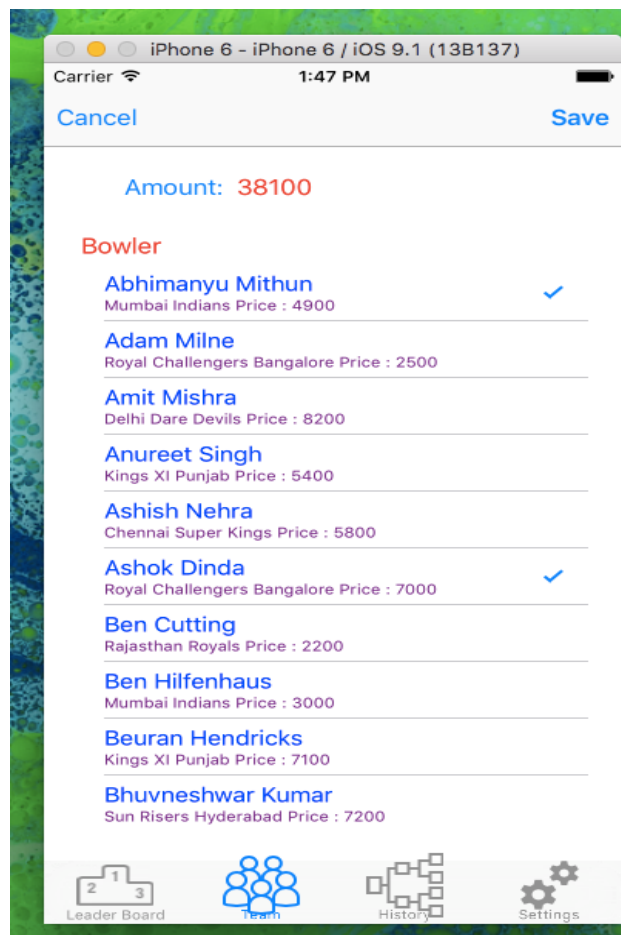 iPhone 6 - iPhone 6 / iOS 9.1 (13B137)
Carrier 1:47 PM
Cancel Save
Amount: 38100
Bowler
Abhimanyu Mithun
Mumbai Indians Price : 4900
Adam Milne
Royal Challengers Bangalore Price : 2500
Amit Mishra
Delhi Dare Devils Price : 8200
Anureet Singh
Kings XI Punjab Price : 5400
Ashish Nehra
Chennai Super Kings Price : 5800
Ashok Dinda
Royal Challengers Bangalore Price : 7000
Ben Cutting
Rajasthan Royals Price : 2200
Ben Hilfenhaus
Mumbai Indians Price : 3000
Beuran Hendricks
Kings XI Punjab Price : 7100
Bhuvneshwar Kumar
Sun Risers Hyderabad Price : 7200
2 1 3
Leader Board Team History Settings